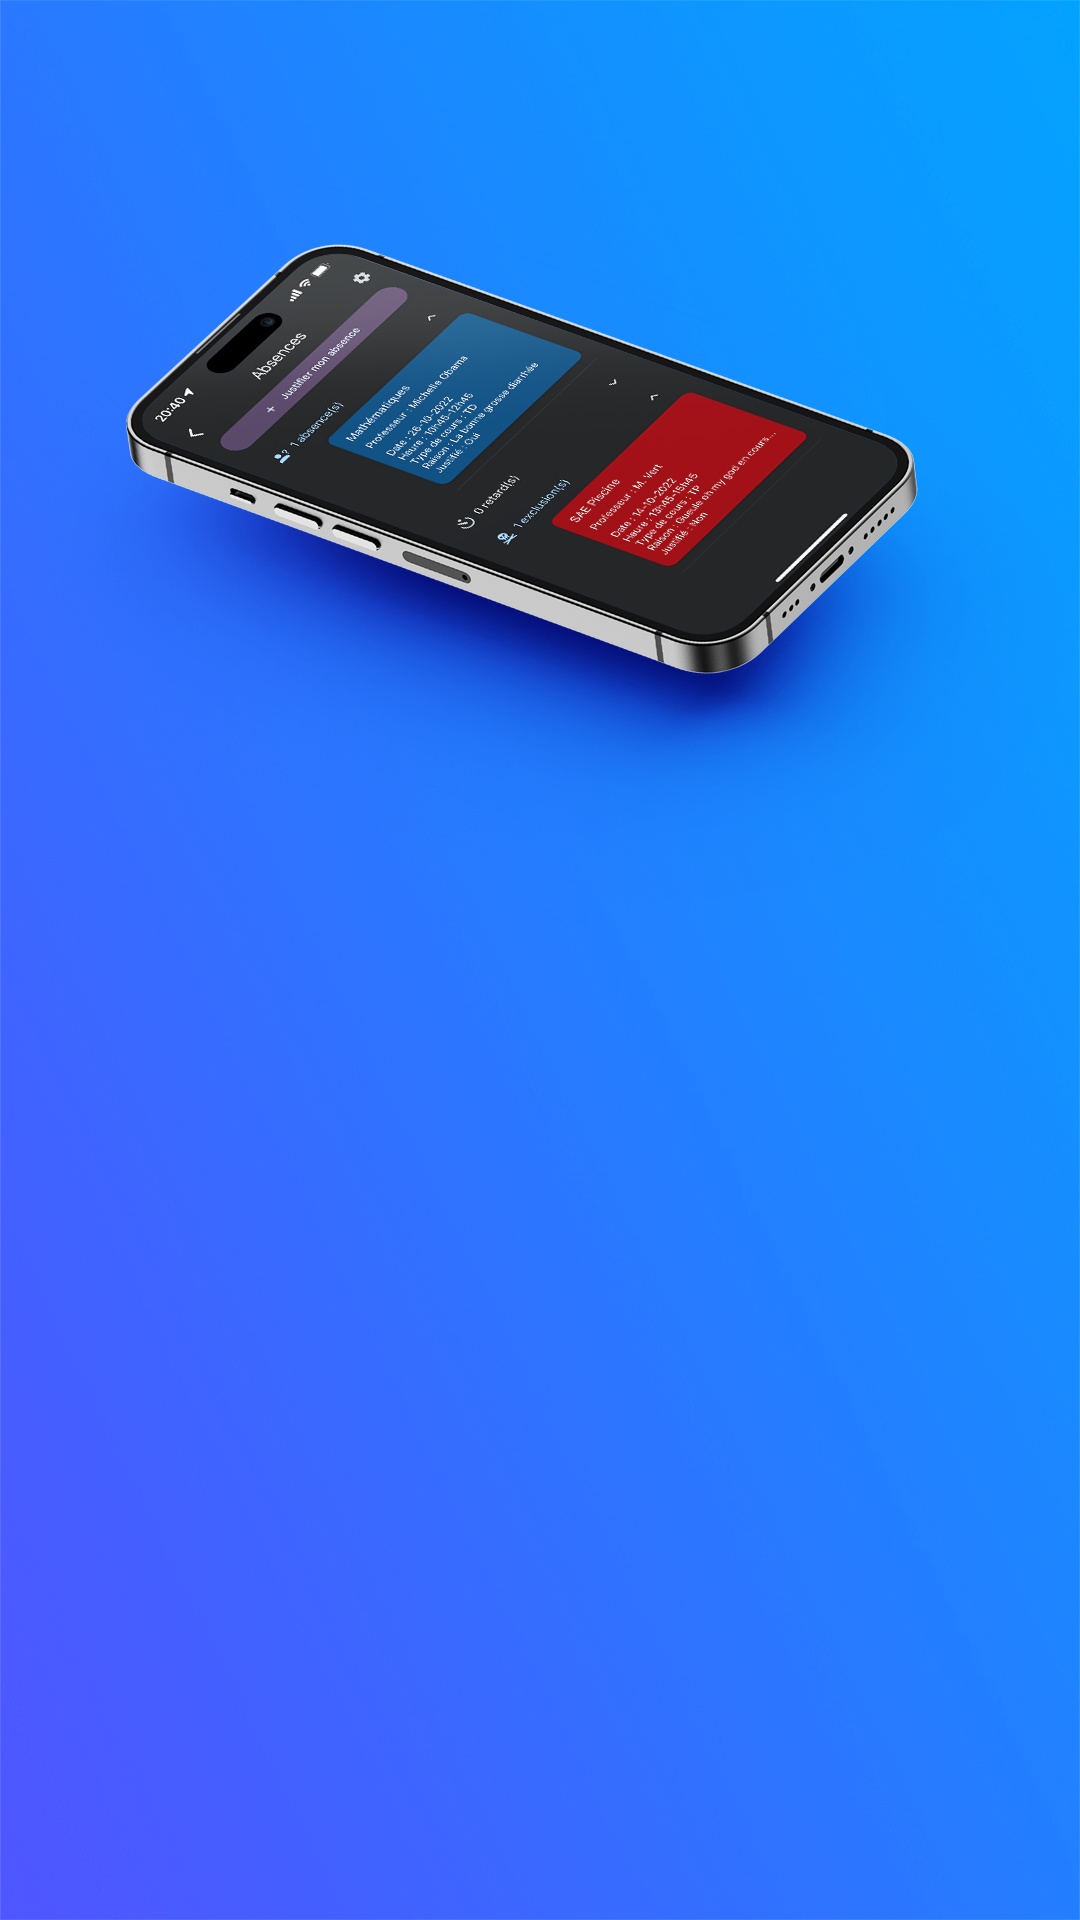 20:40
Absences
+ Justifier mon absence
1 absence(s)
Mathématiques
Professeur : Michelle Obama
Date : 26-10-2022
Heure : 10h45-12h45
Type de cours : TD
Raison : La bonne grosse diarrhée
Justifié : Oui
0 retard(s)
1 exclusion(s)
SAE Piscine
Professeur : M. Vert
Date : 14-10-2022
Heure : 13h45-15h45
Type de cours : TP
Raison : Gueule oh my god en cours...
Justifié : Non